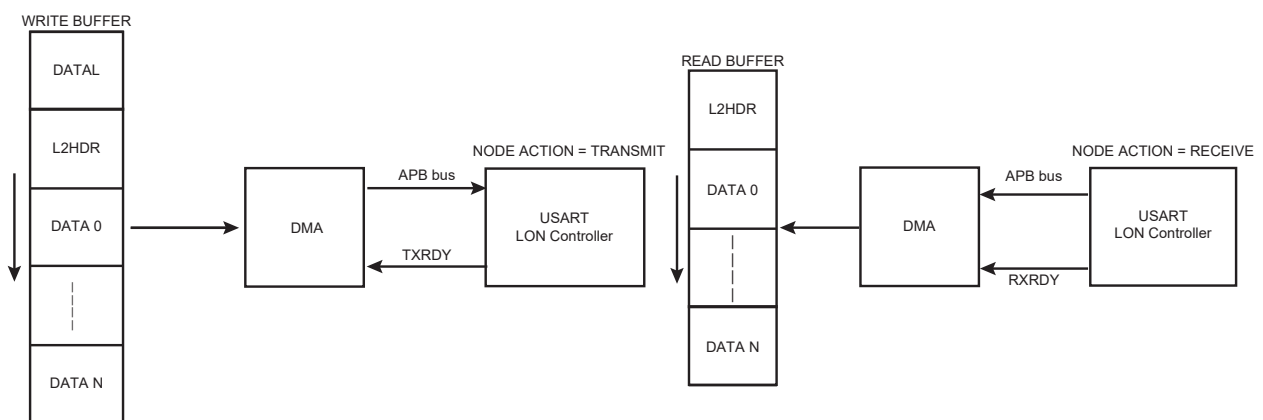 WRITE BUFFER
DATAL
L2HDR
DATA 0
DATA N
DMA
APB bus
TXRDY
NODE ACTION = TRANSMIT
USART
LON Controller
READ BUFFER
L2HDR
DATA 0
DATA N
DMA
APB bus
RXRDY
NODE ACTION = RECEIVE
USART
LON Controller